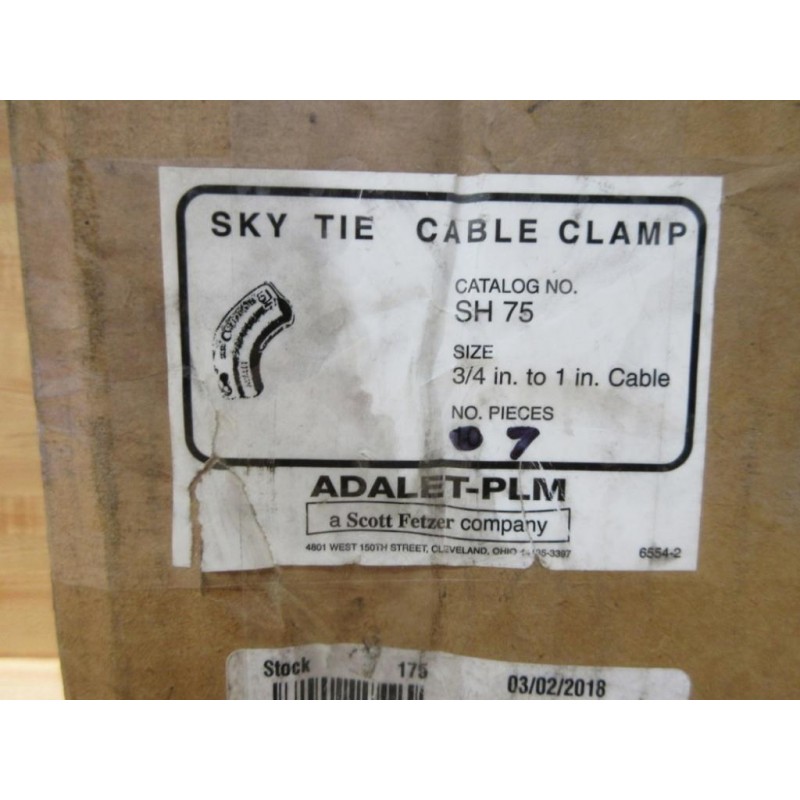 SKY TIE CABLE CLAMP
CATALOG NO.
SH 75
SIZE
3/4 in. to 1 in. Cable
NO. PIECES
10 7
ADALET-PLM
a Scott Fetzer company
4801 WEST 150TH STREET, CLEVELAND, OHIO
6554-2
Stock 175
03/02/2018